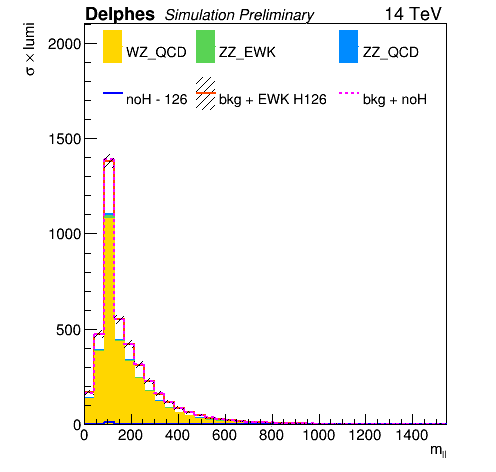 Delphes Simulation Preliminary 14 TeV
σ × lumi
WZ_QCD ZZ_EWK ZZ_QCD
noH - 126 bkg + EWK H126 bkg + noH
2000
1500
1000
500
0
0 200 400 600 800 1000 1200 1400
m_ll